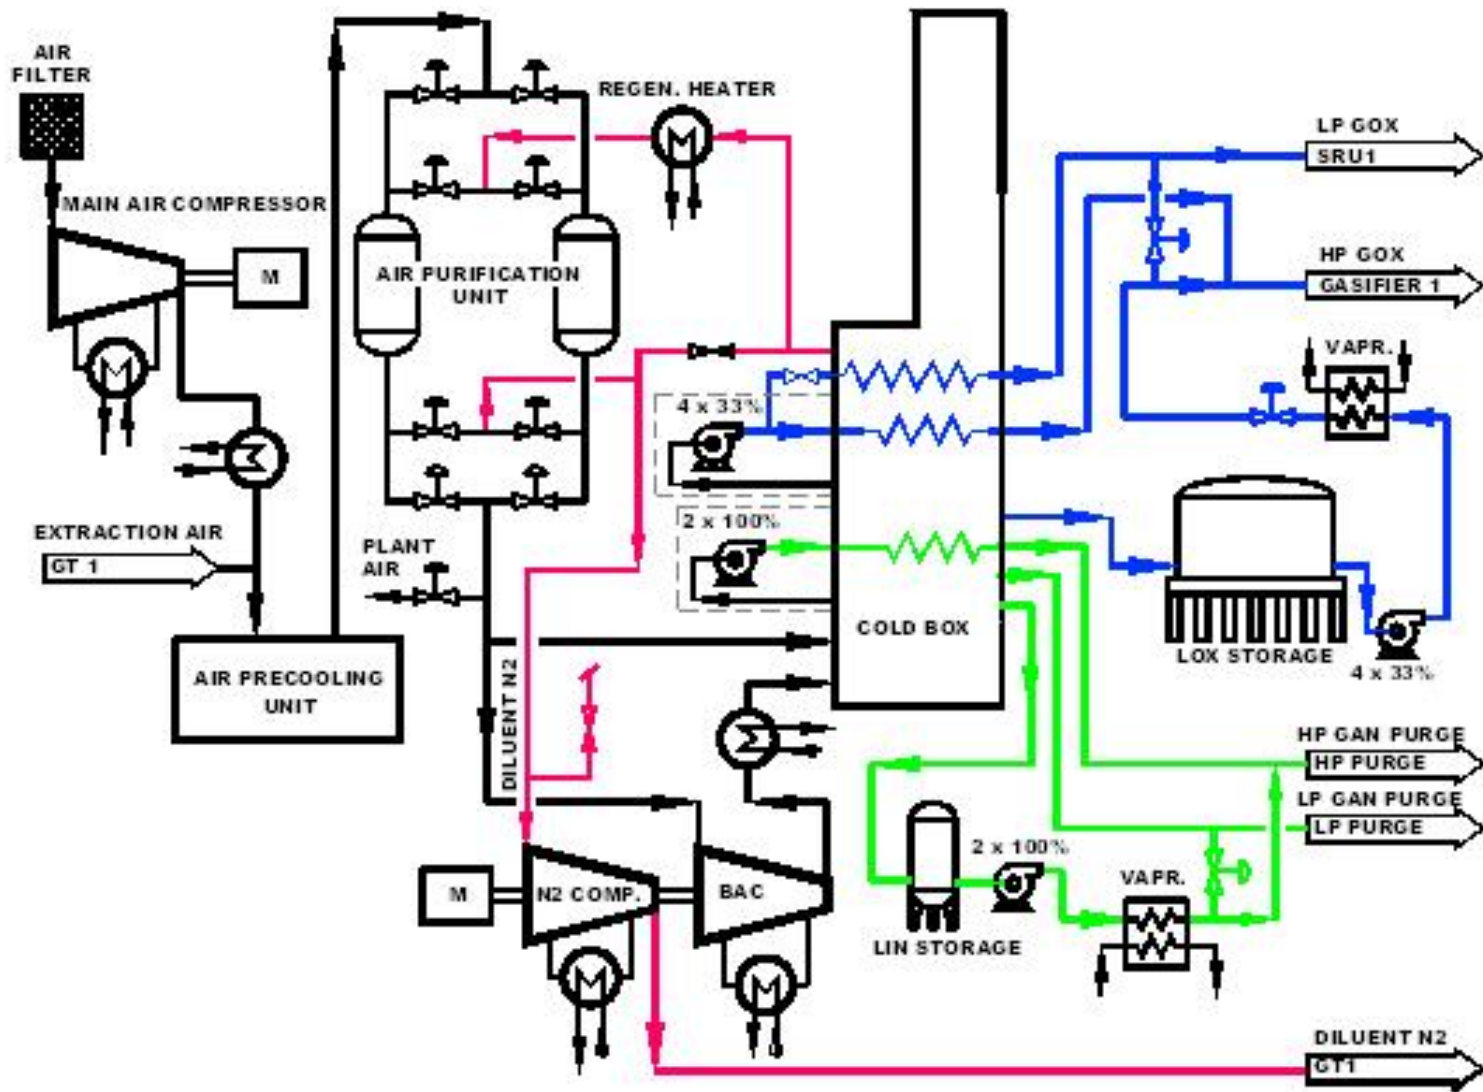 AIR
FILTER
REGEN. HEATER
LP GOX
SRU1
MAIN AIR COMPRESSOR
M
AIR PURIFICATION
UNIT
HP GOX
GASIFIER 1
VAPR.
4 x 33%
2 x 100%
EXTRACTION AIR
GT 1
PLANT
AIR
COLD BOX
LOX STORAGE
4 x 33%
AIR PRECOOLING
UNIT
DILUENT N2
HP GAN PURGE
HP PURGE
LP GAN PURGE
LP PURGE
2 x 100%
VAPR.
M
N2 COMP.
BAC
LIN STORAGE
DILUENT N2
GT1